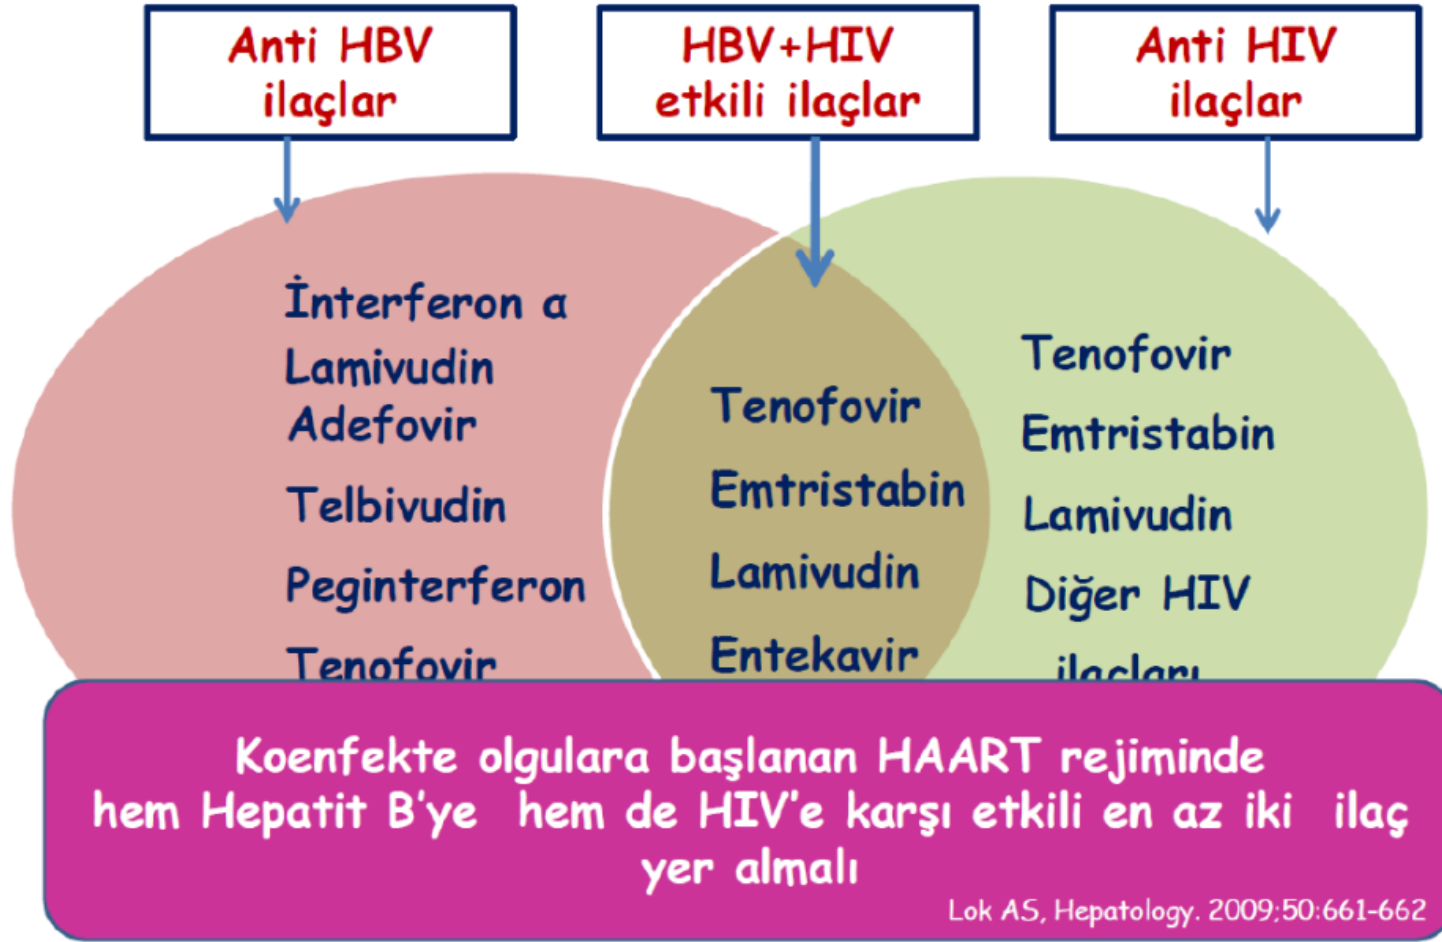 Anti HBV
ilaçlar
HBV+HIV
etkili ilaçlar
Anti HIV
ilaçlar
İnterferon α
Lamivudin
Adefovir
Telbivudin
Peginterferon
Tenofovir
Tenofovir
Emtristabin
Lamivudin
Entekavir
Tenofovir
Emtristabin
Lamivudin
Diğer HIV
ilaçları
Koenfekte olgulara başlanan HAART rejiminde
hem Hepatit B'ye hem de HIV'e karşı etkili en az iki ilaç
yer almalı
Lok AS, Hepatology. 2009;50:661-662